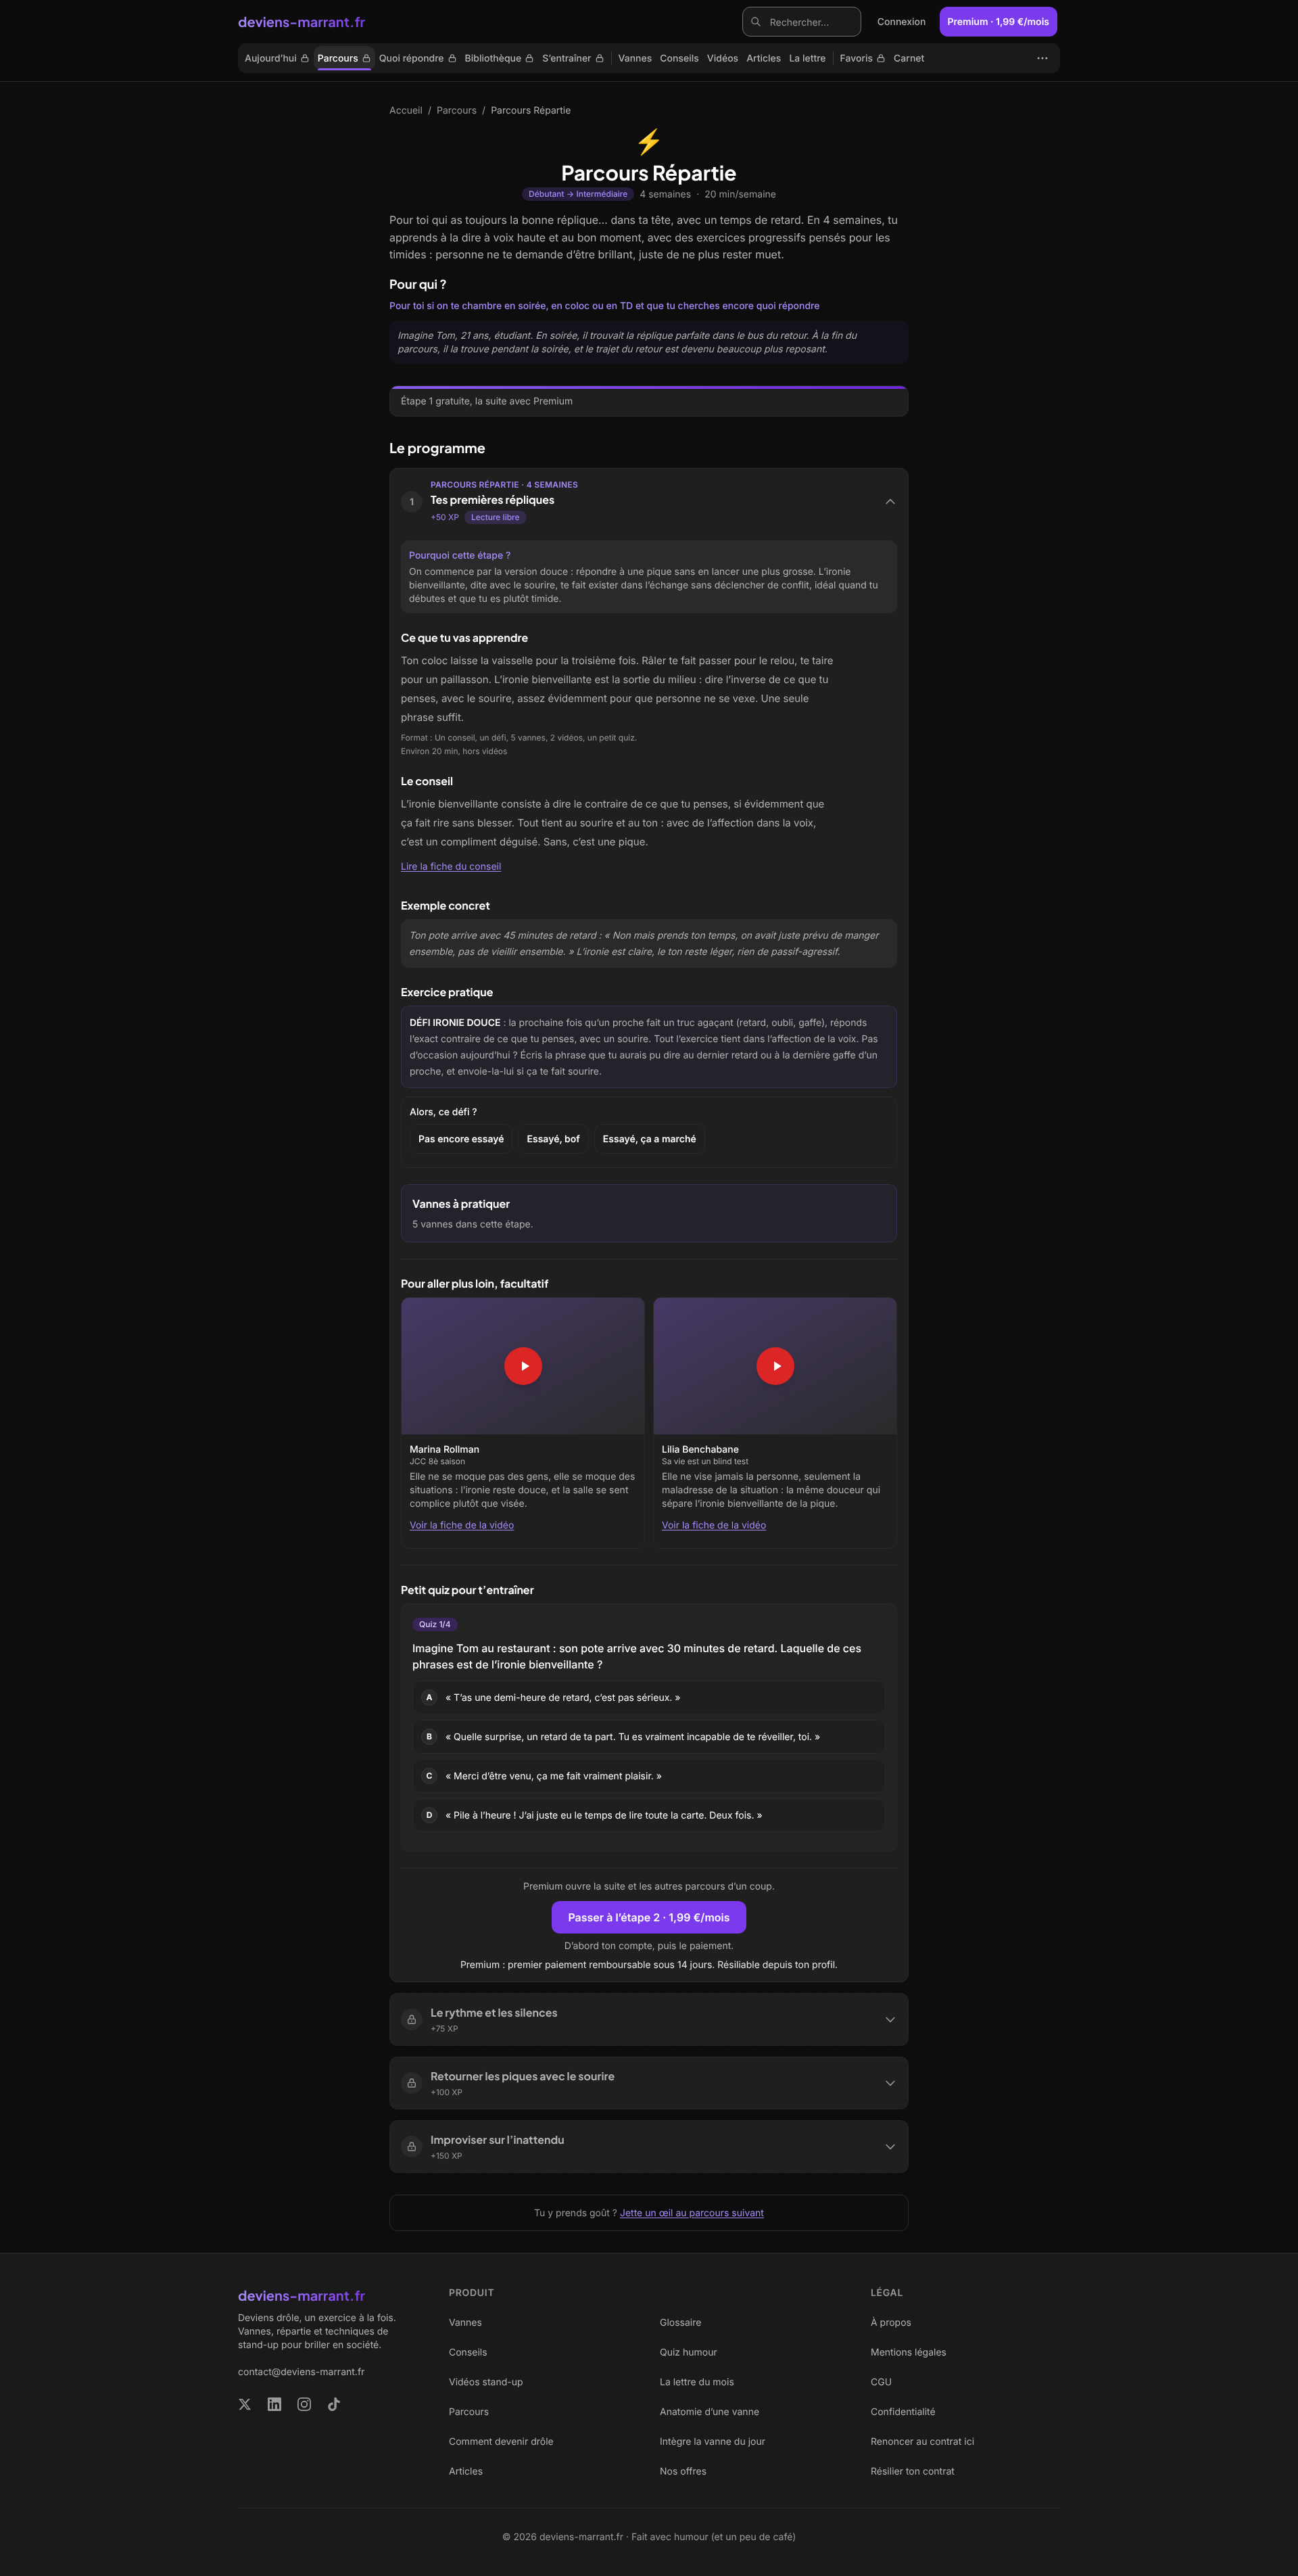 deviens-marrant.fr
Rechercher...
Connexion
Premium · 1,99 €/mois
Aujourd’hui
Parcours
Quoi répondre
Bibliothèque
S’entraîner
Vannes
Conseils
Vidéos
Articles
La lettre
Favoris
Carnet
Accueil / Parcours / Parcours Répartie
Parcours Répartie
Débutant → Intermédiaire 4 semaines · 20 min/semaine
Pour toi qui as toujours la bonne réplique… dans ta tête, avec un temps de retard. En 4 semaines, tu
apprends à la dire à voix haute et au bon moment, avec des exercices progressifs pensés pour les
timides : personne ne te demande d’être brillant, juste de ne plus rester muet.
Pour qui ?
Pour toi si on te chambre en soirée, en coloc ou en TD et que tu cherches encore quoi répondre
Imagine Tom, 21 ans, étudiant. En soirée, il trouvait la réplique parfaite dans le bus du retour. À la fin du
parcours, il la trouve pendant la soirée, et le trajet du retour est devenu beaucoup plus reposant.
Étape 1 gratuite, la suite avec Premium
Le programme
PARCOURS RÉPARTIE · 4 SEMAINES
1
Tes premières répliques
+50 XP Lecture libre
Pourquoi cette étape ?
On commence par la version douce : répondre à une pique sans en lancer une plus grosse. L’ironie
bienveillante, dite avec le sourire, te fait exister dans l’échange sans déclencher de conflit, idéal quand tu
débutes et que tu es plutôt timide.
Ce que tu vas apprendre
Ton coloc laisse la vaisselle pour la troisième fois. Râler te fait passer pour le relou, te taire
pour un paillasson. L’ironie bienveillante est la sortie du milieu : dire l’inverse de ce que tu
penses, avec le sourire, assez évidemment pour que personne ne se vexe. Une seule
phrase suffit.
Format : Un conseil, un défi, 5 vannes, 2 vidéos, un petit quiz.
Environ 20 min, hors vidéos
Le conseil
L’ironie bienveillante consiste à dire le contraire de ce que tu penses, si évidemment que
ça fait rire sans blesser. Tout tient au sourire et au ton : avec de l’affection dans la voix,
c’est un compliment déguisé. Sans, c’est une pique.
Lire la fiche du conseil
Exemple concret
Ton pote arrive avec 45 minutes de retard : « Non mais prends ton temps, on avait juste prévu de manger
ensemble, pas de vieillir ensemble. » L’ironie est claire, le ton reste léger, rien de passif-agressif.
Exercice pratique
DÉFI IRONIE DOUCE : la prochaine fois qu’un proche fait un truc agaçant (retard, oubli, gaffe), réponds
l’exact contraire de ce que tu penses, avec un sourire. Tout l’exercice tient dans l’affection de la voix. Pas
d’occasion aujourd’hui ? Écris la phrase que tu aurais pu dire au dernier retard ou à la dernière gaffe d’un
proche, et envoie-la-lui si ça te fait sourire.
Alors, ce défi ?
Pas encore essayé
Essayé, bof
Essayé, ça a marché
Vannes à pratiquer
5 vannes dans cette étape.
Pour aller plus loin, facultatif
Marina Rollman
JCC 8è saison
Elle ne se moque pas des gens, elle se moque des
situations : l’ironie reste douce, et la salle se sent
complice plutôt que visée.
Voir la fiche de la vidéo
Lilia Benchabane
Sa vie est un blind test
Elle ne vise jamais la personne, seulement la
maladresse de la situation : la même douceur qui
sépare l’ironie bienveillante de la pique.
Voir la fiche de la vidéo
Petit quiz pour t’entraîner
Quiz 1/4
Imagine Tom au restaurant : son pote arrive avec 30 minutes de retard. Laquelle de ces
phrases est de l’ironie bienveillante ?
A « T’as une demi-heure de retard, c’est pas sérieux. »
B « Quelle surprise, un retard de ta part. Tu es vraiment incapable de te réveiller, toi. »
C « Merci d’être venu, ça me fait vraiment plaisir. »
D « Pile à l’heure ! J’ai juste eu le temps de lire toute la carte. Deux fois. »
Premium ouvre la suite et les autres parcours d’un coup.
Passer à l’étape 2 · 1,99 €/mois
D’abord ton compte, puis le paiement.
Premium : premier paiement remboursable sous 14 jours. Résiliable depuis ton profil.
Le rythme et les silences
+75 XP
Retourner les piques avec le sourire
+100 XP
Improviser sur l’inattendu
+150 XP
Tu y prends goût ? Jette un œil au parcours suivant
deviens-marrant.fr
Deviens drôle, un exercice à la fois.
Vannes, répartie et techniques de
stand-up pour briller en société.
contact@deviens-marrant.fr
PRODUIT
Vannes
Conseils
Vidéos stand-up
Parcours
Comment devenir drôle
Articles
Glossaire
Quiz humour
La lettre du mois
Anatomie d’une vanne
Intègre la vanne du jour
Nos offres
LÉGAL
À propos
Mentions légales
CGU
Confidentialité
Renoncer au contrat ici
Résilier ton contrat
© 2026 deviens-marrant.fr · Fait avec humour (et un peu de café)